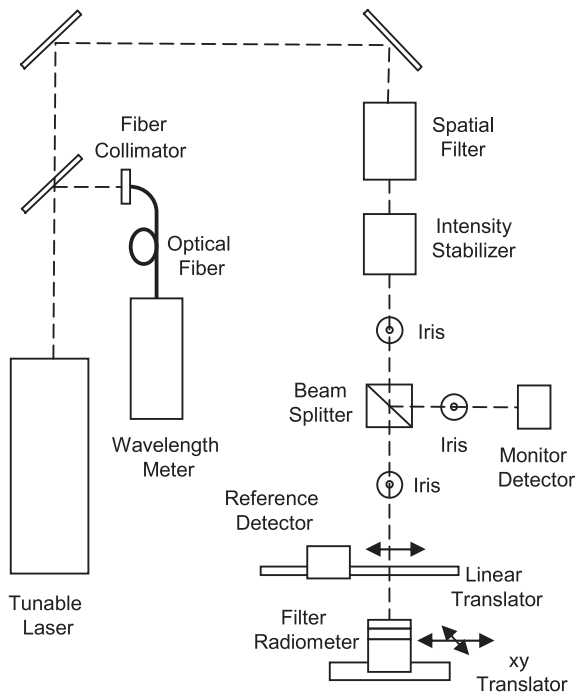 Fiber
Collimator
Spatial
Filter
Optical
Fiber
Intensity
Stabilizer
Iris
Beam
Splitter
Iris
Wavelength
Meter
Monitor
Detector
Iris
Reference
Detector
Linear
Translator
Tunable
Laser
Filter
Radiometer
xy
Translator